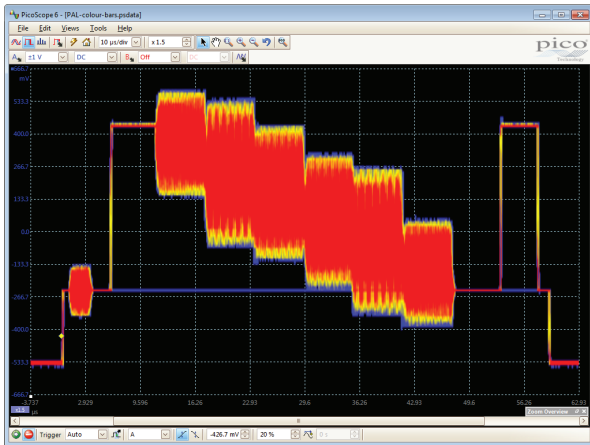 PicoScope 6 - [PAL-colour-bars.psdata]
File Edit Views Tools Help
10 µs/div x 1.5
pico
Technology
A ±1 V DC B Off DC
666.7
mV
533.3
400.0
266.7
133.3
0.0
-133.3
-266.7
-400.0
-533.3
-666.7
-3.737 2.929 9.596 16.26 22.93 29.6 36.26 42.93 49.6 56.26 62.93
x1.0 µs
Zoom Overview
Trigger Auto A -426.7 mV 20 % 0 s